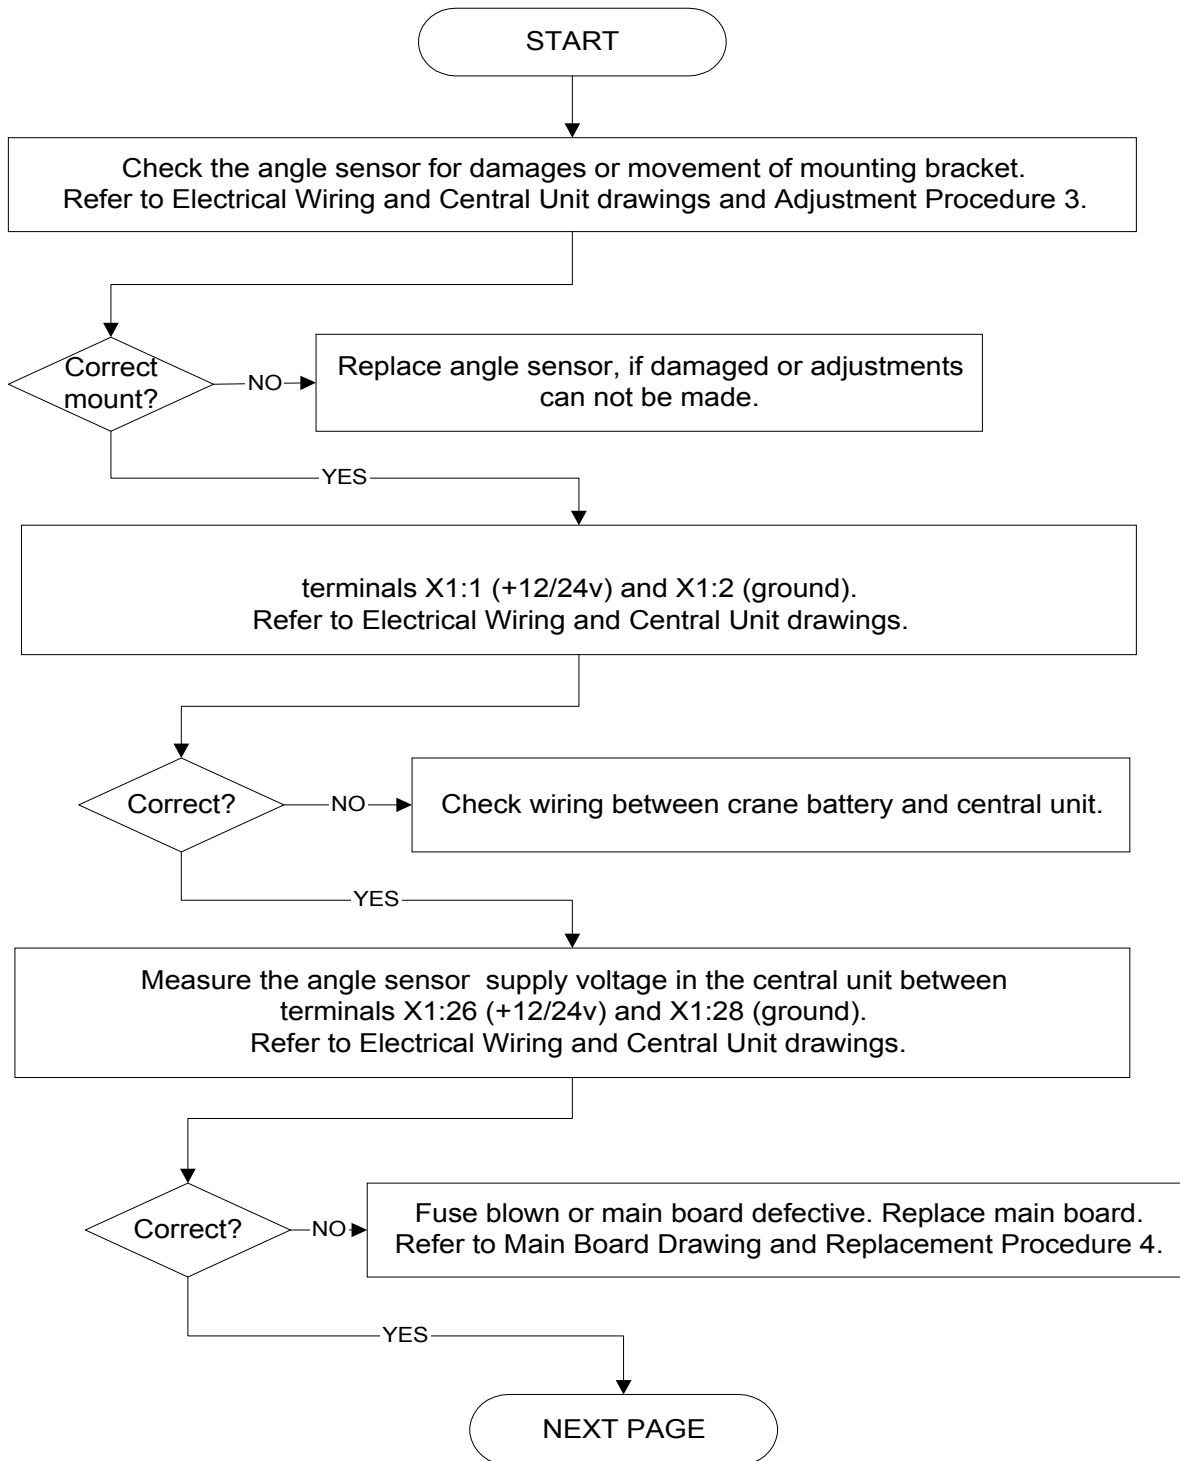 START
Check the angle sensor for damages or movement of mounting bracket.
Refer to Electrical Wiring and Central Unit drawings and Adjustment Procedure 3.
Correct
mount?
NO
Replace angle sensor, if damaged or adjustments
can not be made.
YES
terminals X1:1 (+12/24v) and X1:2 (ground).
Refer to Electrical Wiring and Central Unit drawings.
Correct?
NO
Check wiring between crane battery and central unit.
YES
Measure the angle sensor  supply voltage in the central unit between
terminals X1:26 (+12/24v) and X1:28 (ground).
Refer to Electrical Wiring and Central Unit drawings.
Correct?
NO
Fuse blown or main board defective. Replace main board.
Refer to Main Board Drawing and Replacement Procedure 4.
YES
NEXT PAGE